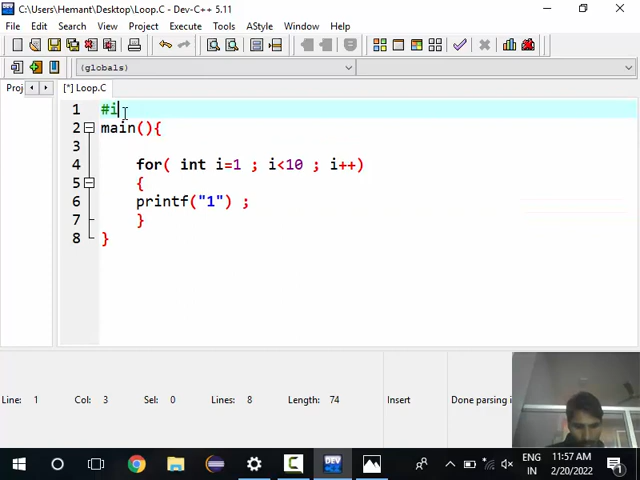 C:\Users\Hemant\Desktop\Loop.C - Dev-C++ 5.11
File Edit Search View Project Execute Tools AStyle Window Help
(globals)
Proj [*] Loop.C
1 #i
2 main(){
3
4 for( int i=1 ; i<10 ; i++)
5 {
6 printf("1") ;
7 }
8 }
Line: 1 Col: 3 Sel: 0 Lines: 8 Length: 74 Insert Done parsing i
DEV
ENG 11:57 AM
IN 2/20/2022
1